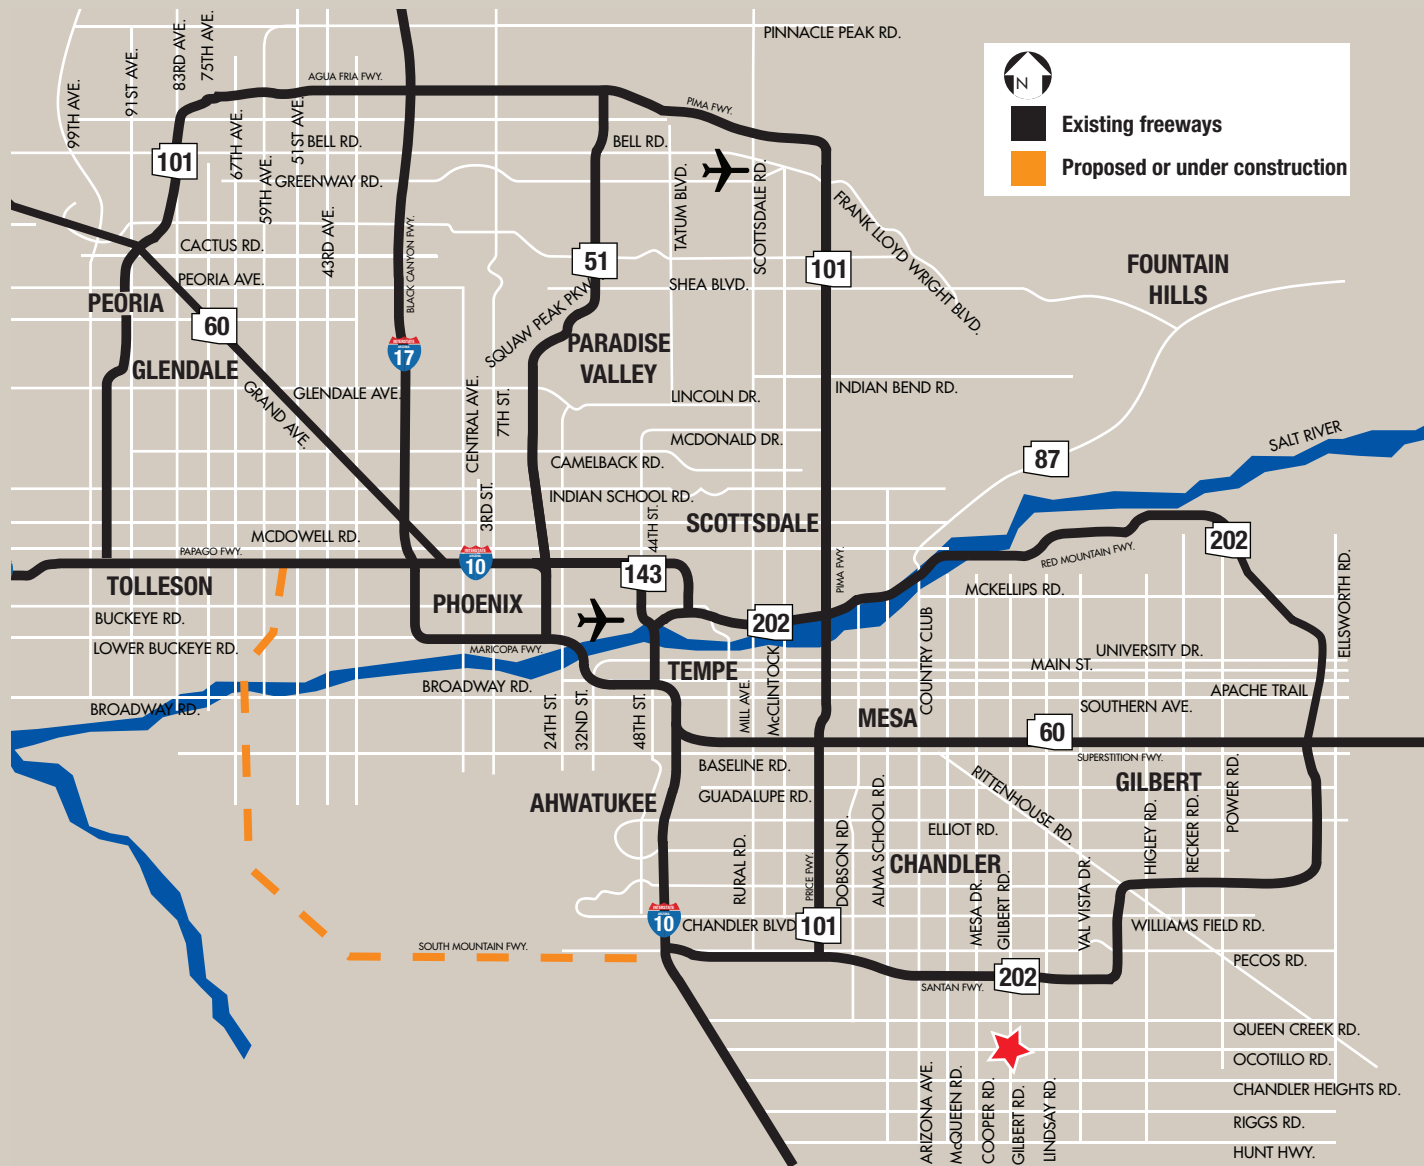 PINNACLE PEAK RD.
99TH AVE.
91ST AVE.
83RD AVE.
75TH AVE.
67TH AVE.
59TH AVE.
51ST AVE.
43RD AVE.
AGUA FRIA FWY.
PIMA FWY.
N
Existing freeways
Proposed or under construction
BELL RD.
BELL RD.
101
GREENWAY RD.
TATUM BLVD.
SCOTTSDALE RD.
FRANK LLOYD WRIGHT BLVD.
CACTUS RD.
BLACK CANYON FWY.
51
101
FOUNTAIN
HILLS
PEORIA AVE.
SHEA BLVD.
PEORIA
60
SQUAW PEAK PKW
INTERSTATE
17
PARADISE
VALLEY
GLENDALE
GRAND AVE.
GLENDALE AVE.
CENTRAL AVE.
7TH ST.
LINCOLN DR.
INDIAN BEND RD.
MCDONALD DR.
SALT RIVER
CAMELBACK RD.
87
INDIAN SCHOOL RD.
3RD ST.
44TH ST.
SCOTTSDALE
MCDOWELL RD.
PAPAGO FWY.
INTERSTATE
10
143
PIMA FWY.
RED MOUNTAIN FWY.
202
TOLLESON
PHOENIX
MCKELLIPS RD.
ELLSWORTH RD.
BUCKEYE RD.
202
COUNTRY CLUB
LOWER BUCKEYE RD.
MARICOPA FWY.
UNIVERSITY DR.
MAIN ST.
TEMPE
BROADWAY RD.
McCLINTOCK
MILL AVE.
APACHE TRAIL
BROADWAY RD.
24TH ST.
32ND ST.
48TH ST.
MESA
SOUTHERN AVE.
60
SUPERSTITION FWY.
BASELINE RD.
RITTENHOUSE RD.
GILBERT
POWER RD.
AHWATUKEE
GUADALUPE RD.
ALMA SCHOOL RD.
ELLIOT RD.
HIGLEY RD.
RECKER RD.
RURAL RD.
PRICE FWY.
DOBSON RD.
CHANDLER
MESA DR.
GILBERT RD.
VAL VISTA DR.
INTERSTATE
10
CHANDLER BLVD
101
WILLIAMS FIELD RD.
SOUTH MOUNTAIN FWY.
PECOS RD.
SANTAN FWY.
202
QUEEN CREEK RD.
OCOTILLO RD.
ARIZONA AVE.
McQUEEN RD.
COOPER RD.
GILBERT RD.
LINDSAY RD.
CHANDLER HEIGHTS RD.
RIGGS RD.
HUNT HWY.